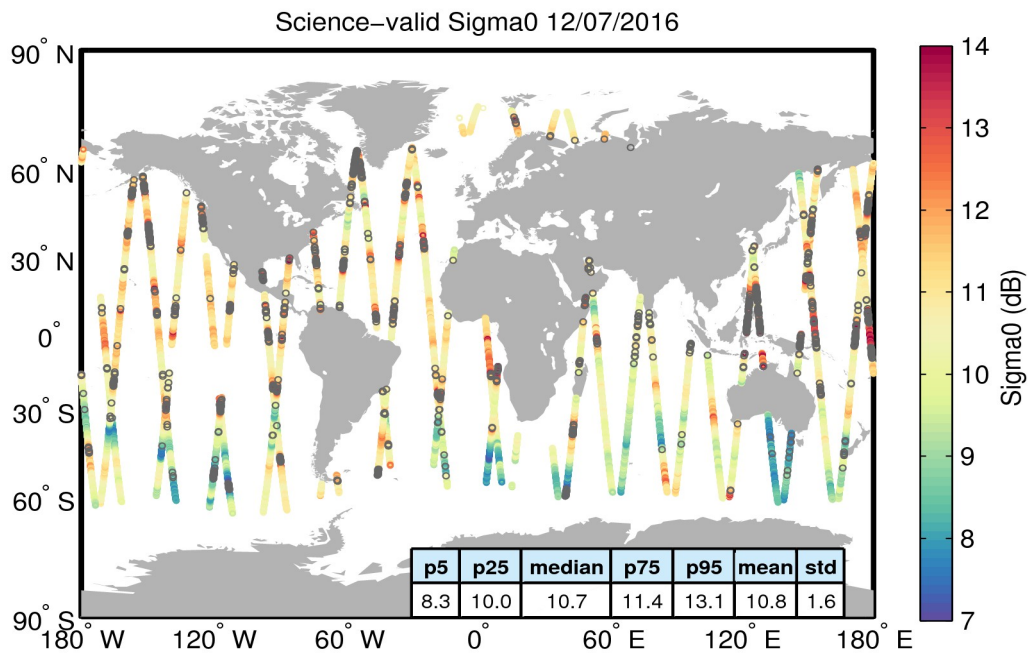 Science−valid Sigma0 12/07/2016
90° N
60° N
30° N
0°
30° S
60° S
90° S
180° W
120° W
60° W
0°
60° E
120° E
180° E
14
13
12
11
10
9
8
7
Sigma0 (dB)
p5 p25 median p75 p95 mean std
8.3 10.0 10.7 11.4 13.1 10.8 1.6